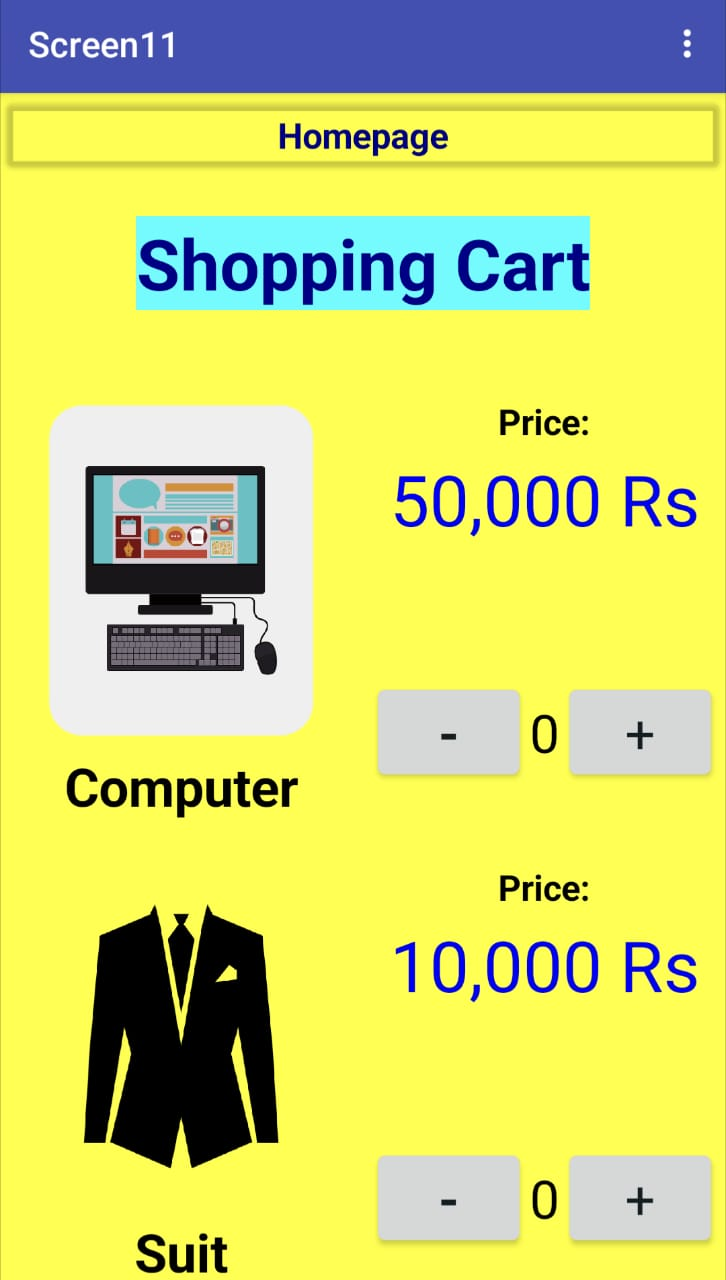 Screen11
Homepage
Shopping Cart
Price:
50,000 Rs
- 0 +
Computer
Price:
10,000 Rs
- 0 +
Suit